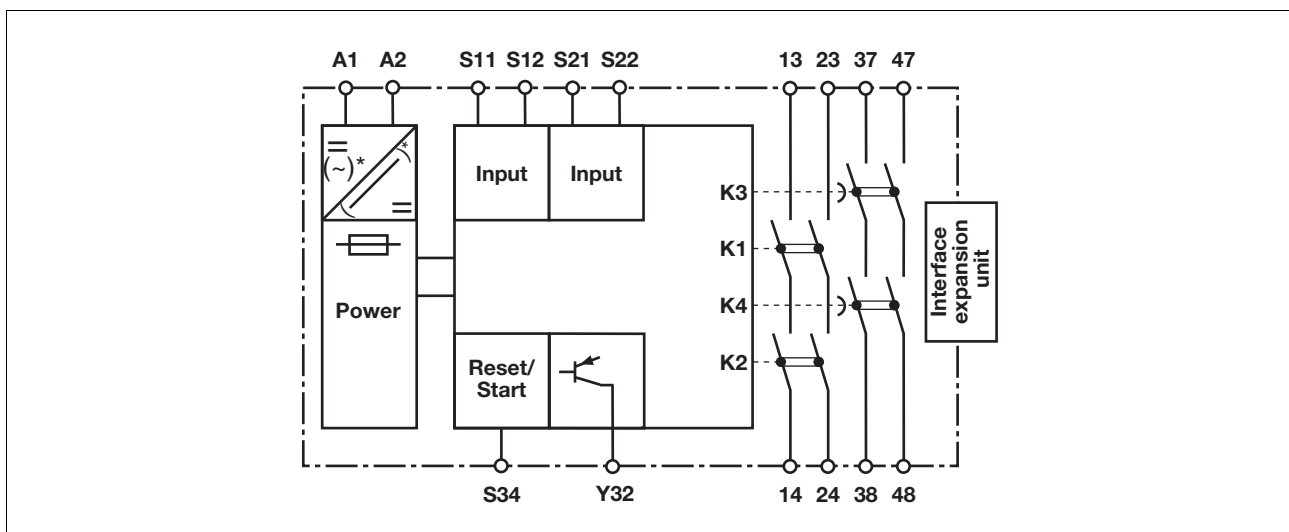 A1 A2 S11 S12 S21 S22 13 23 37 47
= (~)* * =
Input Input
K3
K1
K4
K2
Power
Reset/
Start
Interface
expansion
unit
S34 Y32 14 24 38 48